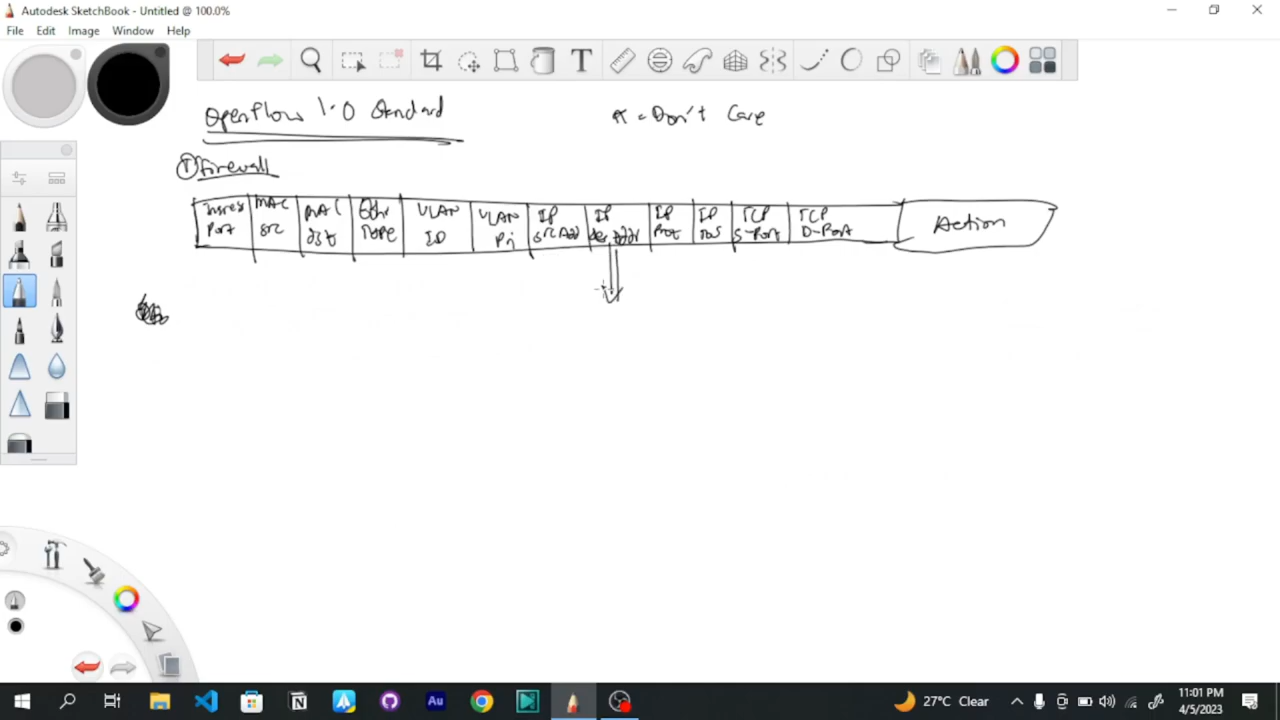 Autodesk SketchBook - Untitled @ 100.0%
File Edit Image Window Help
OpenFlow 1.0 Standard
* = Don't Care
① Firewall
Ingress Port
MAC src
MAC dst
Ethr Type
VLAN ID
VLAN Pri
IP src Add
IP Des. Addr
IP Prot
IP Tos
TCP S-Port
TCP D-Port
Action
27°C Clear
11:01 PM
4/5/2023